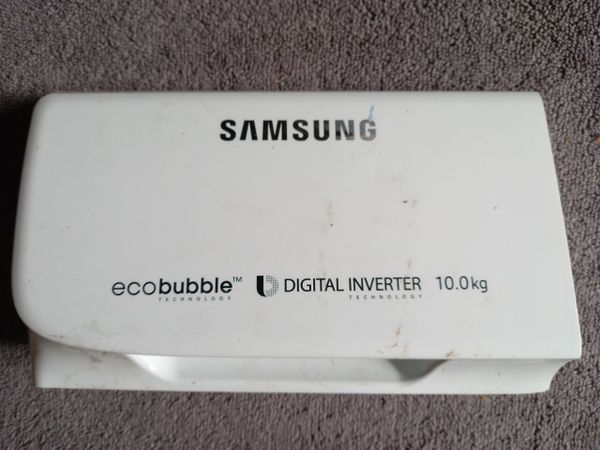 SAMSUNG
ecobubble™ DIGITAL INVERTER 10.0kg
TECHNOLOGY TECHNOLOGY